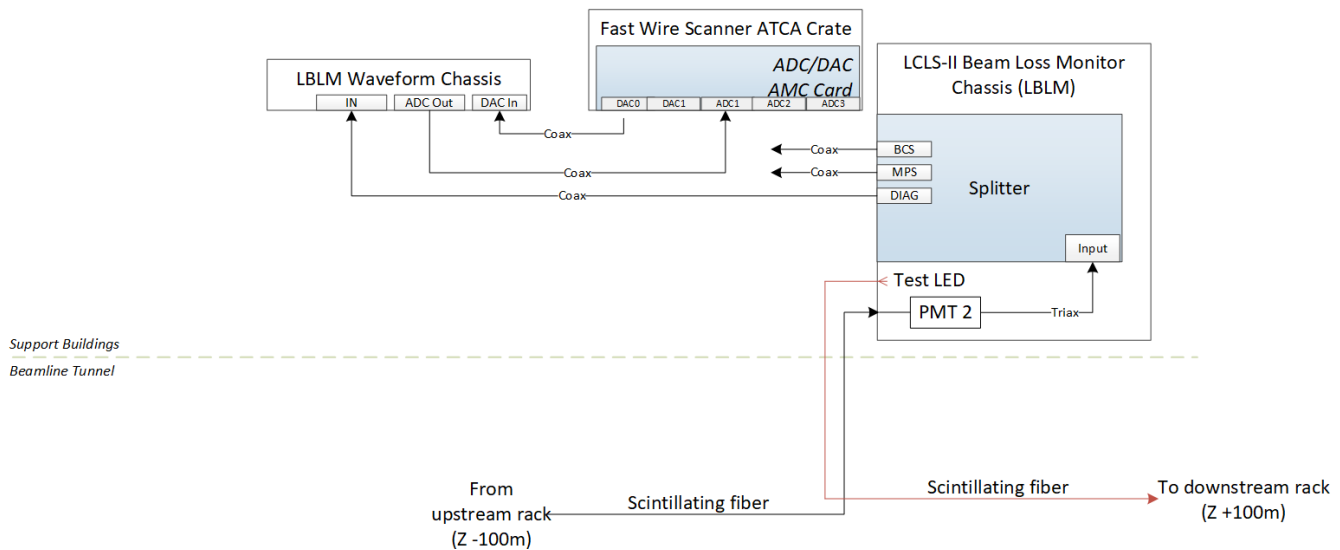 Fast Wire Scanner ATCA Crate
ADC/DAC
AMC Card
DAC0
DAC1
ADC1
ADC2
ADC3
LBLM Waveform Chassis
IN
ADC Out
DAC In
LCLS-II Beam Loss Monitor
Chassis (LBLM)
Coax
Coax
Coax
Coax
Coax
BCS
MPS
DIAG
Splitter
Input
Test LED
PMT 2
Triax
Support Buildings
Beamline Tunnel
From
upstream rack
(Z -100m)
Scintillating fiber
Scintillating fiber
To downstream rack
(Z +100m)